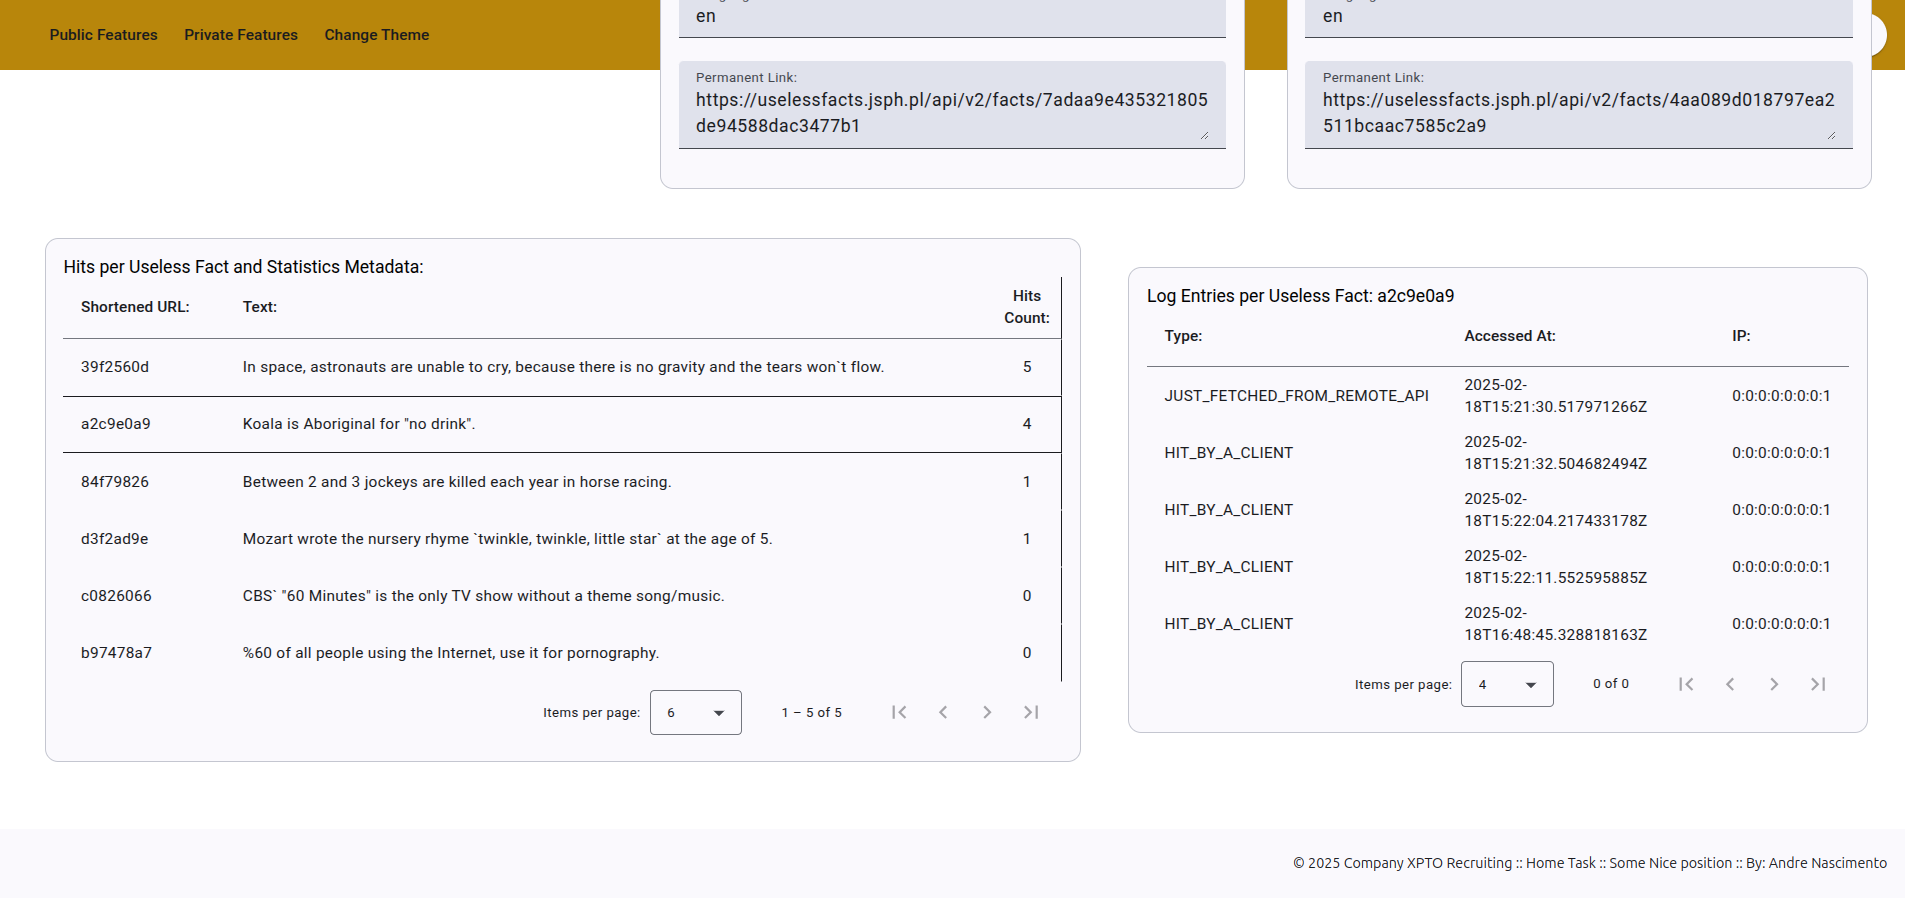 Public Features Private Features Change Theme
en
Permanent Link:
https://uselessfacts.jsph.pl/api/v2/facts/7adaa9e435321805
de94588dac3477b1
en
Permanent Link:
https://uselessfacts.jsph.pl/api/v2/facts/4aa089d018797ea2
511bcaac7585c2a9
Hits per Useless Fact and Statistics Metadata:
Shortened URL: Text: Hits
Count:
39f2560d In space, astronauts are unable to cry, because there is no gravity and the tears won`t flow. 5
a2c9e0a9 Koala is Aboriginal for "no drink". 4
84f79826 Between 2 and 3 jockeys are killed each year in horse racing. 1
d3f2ad9e Mozart wrote the nursery rhyme `twinkle, twinkle, little star` at the age of 5. 1
c0826066 CBS` "60 Minutes" is the only TV show without a theme song/music. 0
b97478a7 %60 of all people using the Internet, use it for pornography. 0
Items per page: 6 1 – 5 of 5
Log Entries per Useless Fact: a2c9e0a9
Type: Accessed At: IP:
JUST_FETCHED_FROM_REMOTE_API 2025-02-
18T15:21:30.517971266Z 0:0:0:0:0:0:0:1
HIT_BY_A_CLIENT 2025-02-
18T15:21:32.504682494Z 0:0:0:0:0:0:0:1
HIT_BY_A_CLIENT 2025-02-
18T15:22:04.217433178Z 0:0:0:0:0:0:0:1
HIT_BY_A_CLIENT 2025-02-
18T15:22:11.552595885Z 0:0:0:0:0:0:0:1
HIT_BY_A_CLIENT 2025-02-
18T16:48:45.328818163Z 0:0:0:0:0:0:0:1
Items per page: 4 0 of 0
© 2025 Company XPTO Recruiting :: Home Task :: Some Nice position :: By: Andre Nascimento